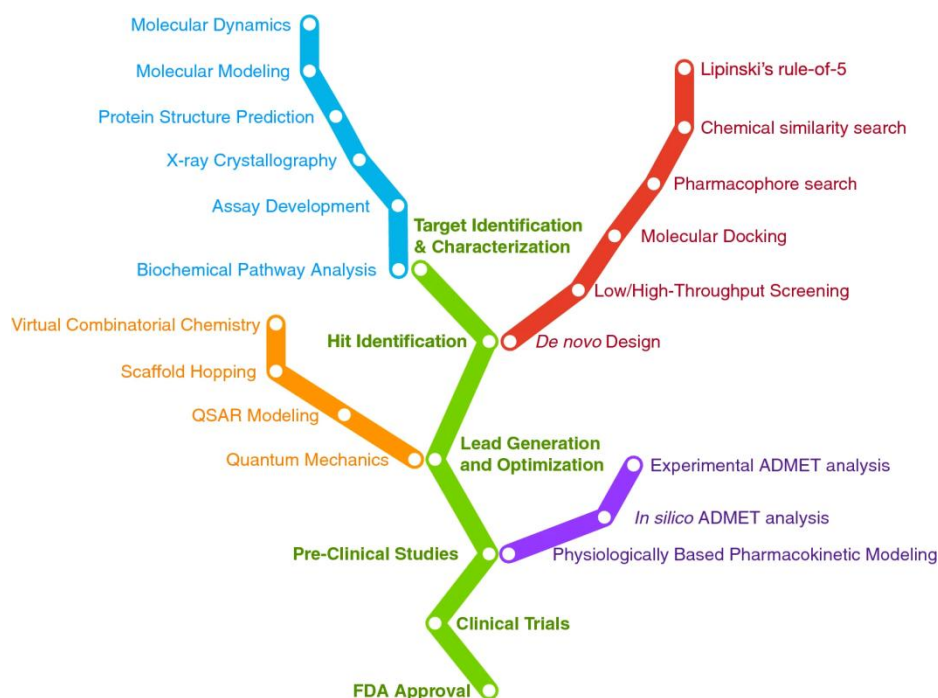 Molecular Dynamics
Molecular Modeling
Protein Structure Prediction
X-ray Crystallography
Assay Development
Biochemical Pathway Analysis
Target Identification
& Characterization
Lipinski's rule-of-5
Chemical similarity search
Pharmacophore search
Molecular Docking
Low/High-Throughput Screening
De novo Design
Hit Identification
Virtual Combinatorial Chemistry
Scaffold Hopping
QSAR Modeling
Quantum Mechanics
Lead Generation
and Optimization
Experimental ADMET analysis
In silico ADMET analysis
Physiologically Based Pharmacokinetic Modeling
Pre-Clinical Studies
Clinical Trials
FDA Approval